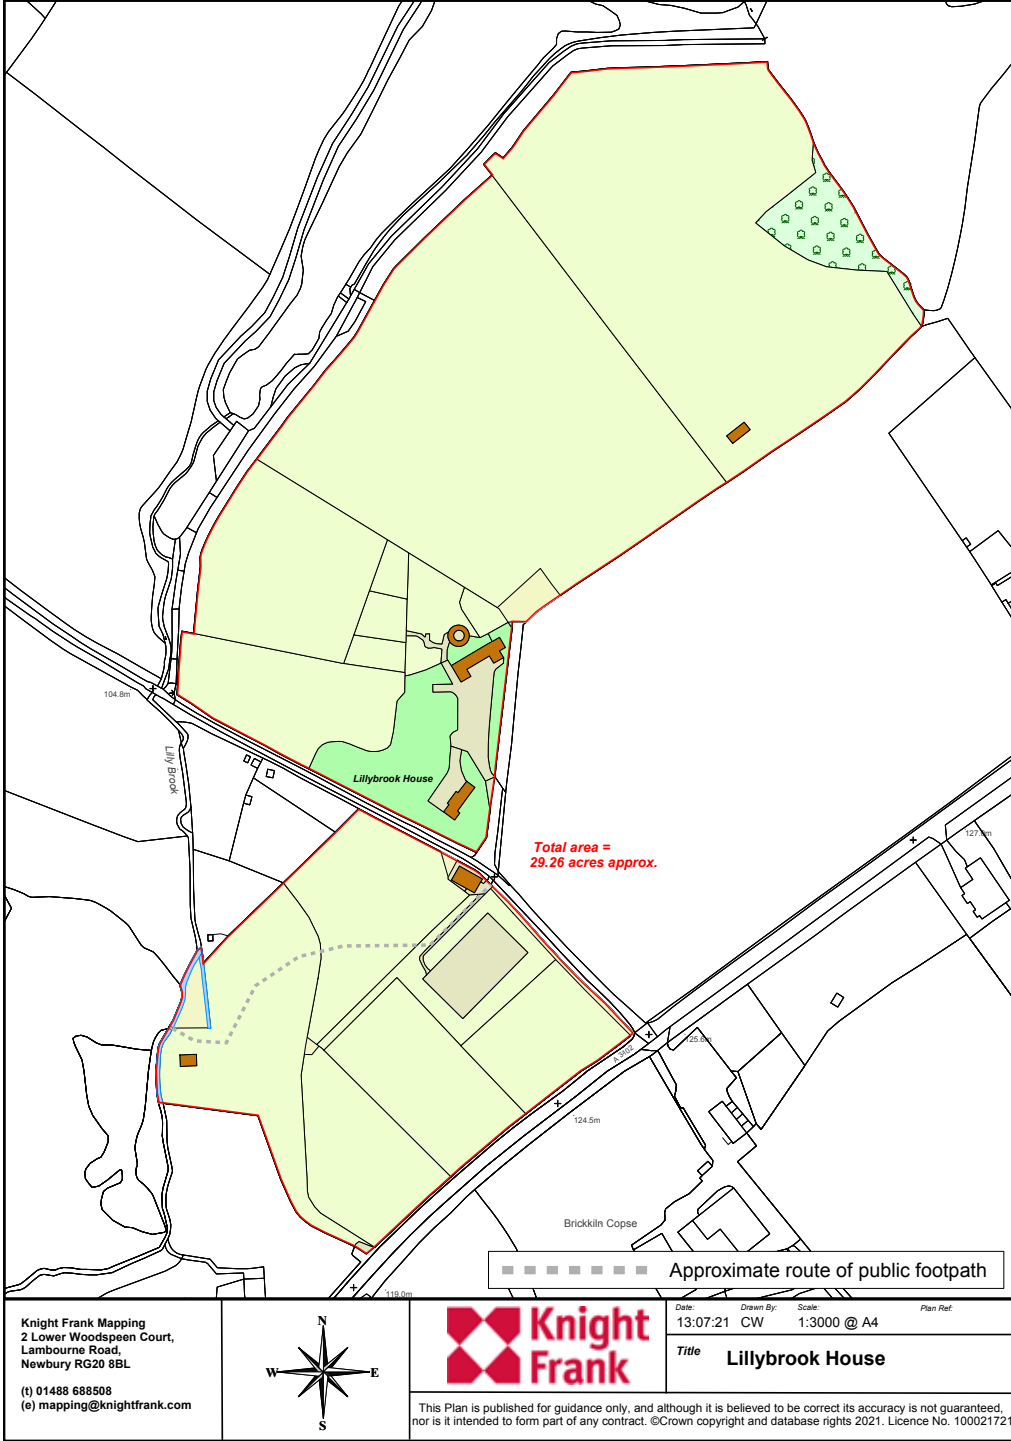 104.8m
Lilly Brook
Lillybrook House
Total area =
29.26 acres approx.
127.8m
125.6m
A 3402
124.5m
Brickkiln Copse
119.0m
Approximate route of public footpath
Knight Frank Mapping
2 Lower Woodspeen Court,
Lambourne Road,
Newbury RG20 8BL
(t) 01488 688508
(e) mapping@knightfrank.com
N
W E
S
Knight
Frank
Date: Drawn By: Scale: Plan Ref:
13:07:21 CW 1:3000 @ A4
Title Lillybrook House
This Plan is published for guidance only, and although it is believed to be correct its accuracy is not guaranteed,
nor is it intended to form part of any contract. ©Crown copyright and database rights 2021. Licence No. 100021721